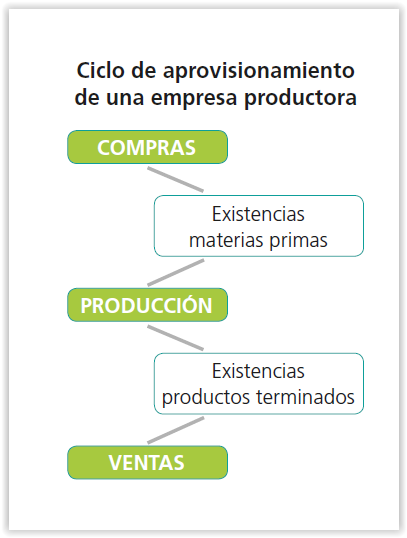 Ciclo de aprovisionamiento
de una empresa productora
COMPRAS
Existencias
materias primas
PRODUCCIÓN
Existencias
productos terminados
VENTAS